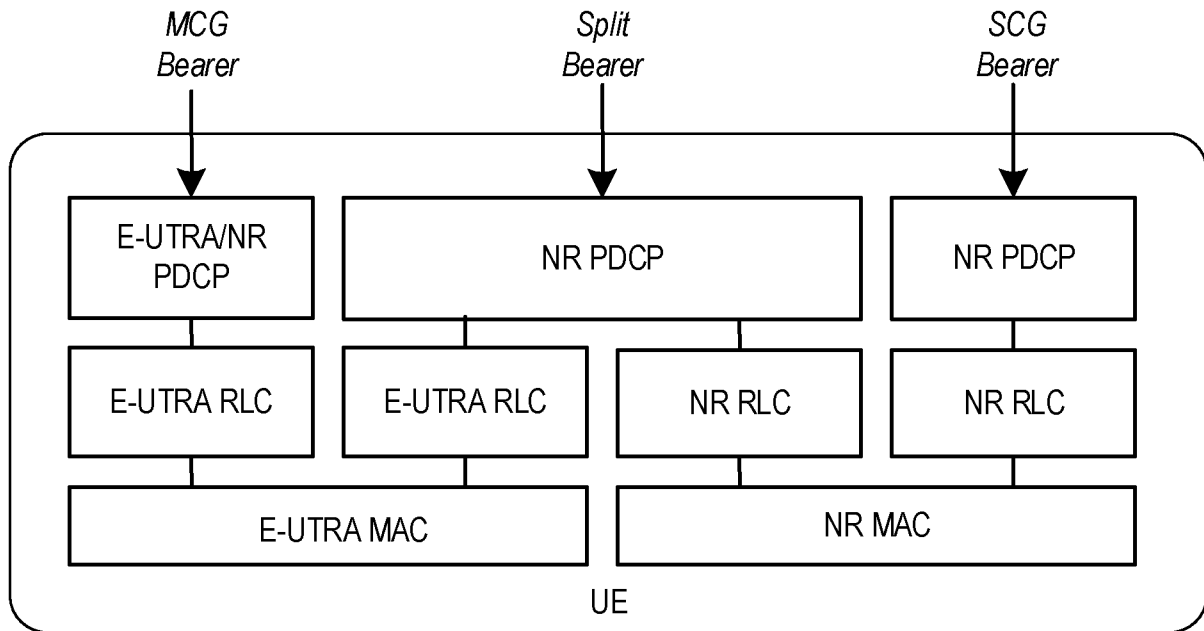 MCG
Bearer
Split
Bearer
SCG
Bearer
E-UTRA/NR
PDCP
NR PDCP
NR PDCP
E-UTRA RLC
E-UTRA RLC
NR RLC
NR RLC
E-UTRA MAC
NR MAC
UE